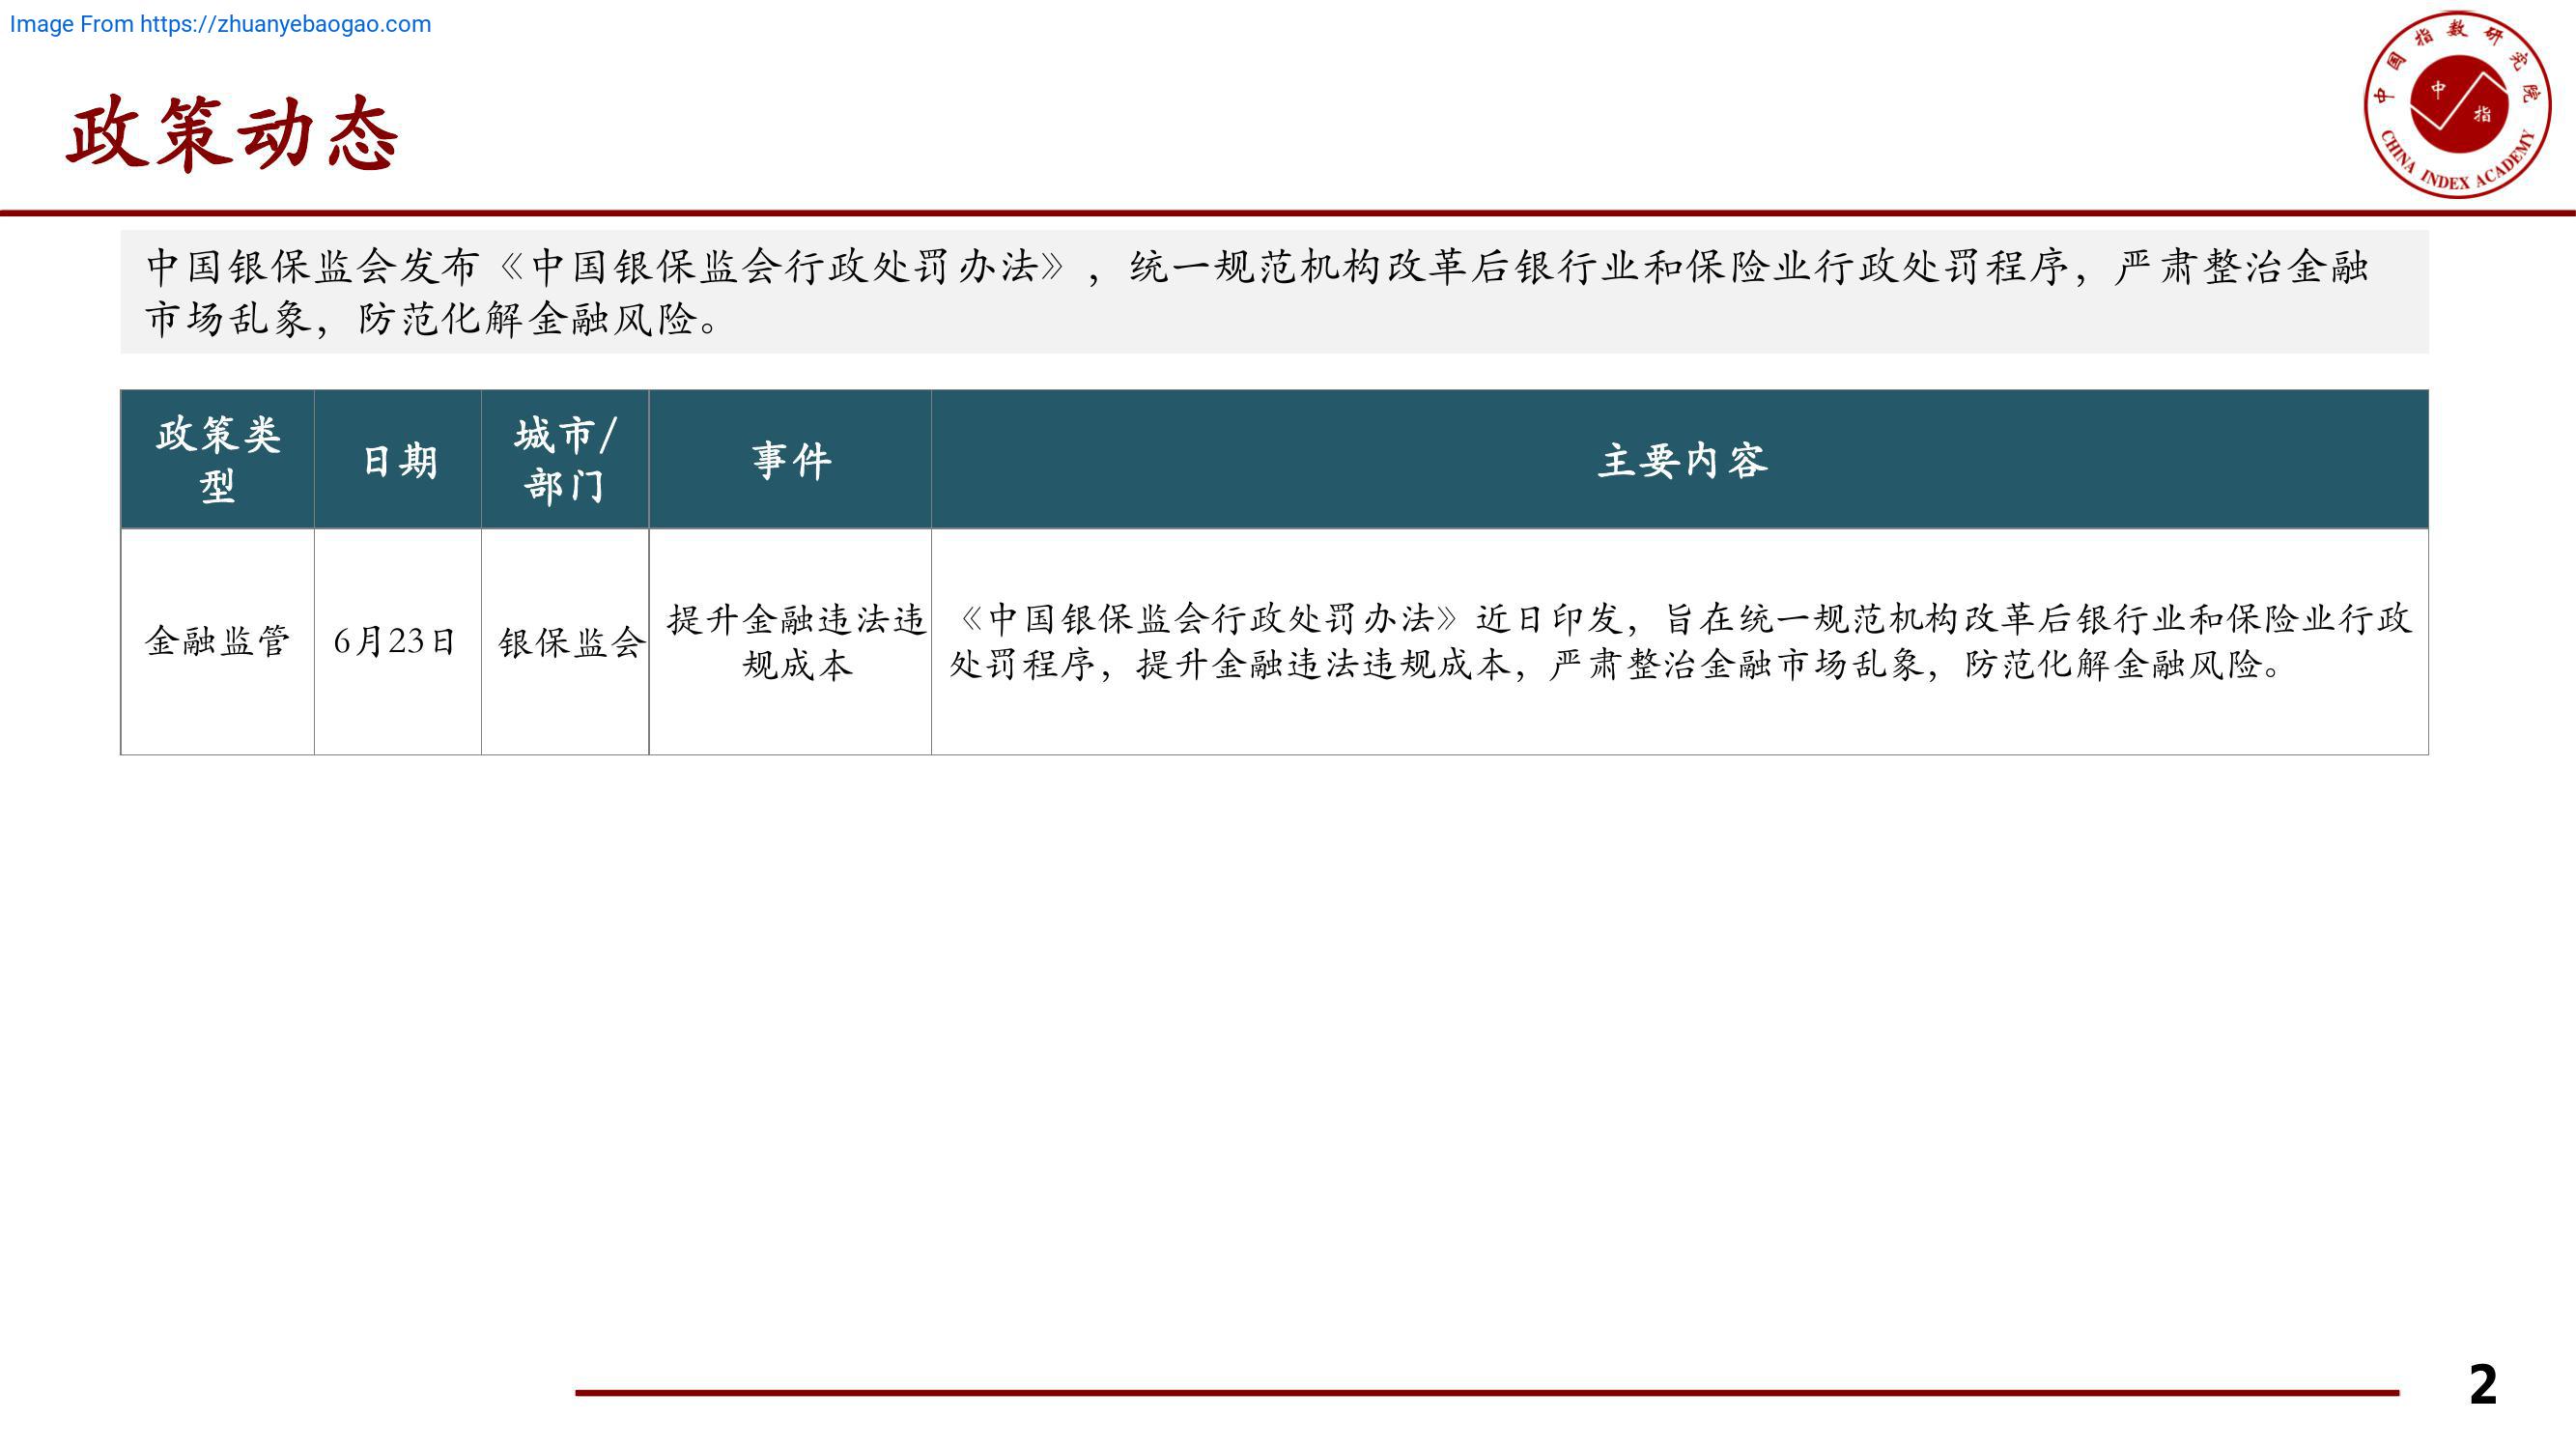 Image From https://zhuanyebaogao.com
中国指数研究院
中
指
CHINA INDEX ACADEMY
政策动态
中国银保监会发布《中国银保监会行政处罚办法》，统一规范机构改革后银行业和保险业行政处罚程序，严肃整治金融
市场乱象，防范化解金融风险。
政策类
型
日期
城市/
部门
事件
主要内容
金融监管
6月23日
银保监会
提升金融违法违
规成本
《中国银保监会行政处罚办法》近日印发，旨在统一规范机构改革后银行业和保险业行政
处罚程序，提升金融违法违规成本，严肃整治金融市场乱象，防范化解金融风险。
2